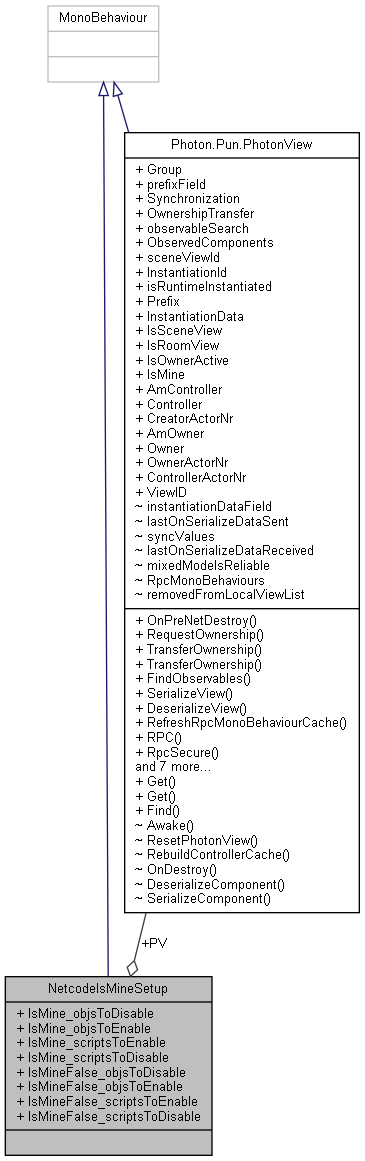 MonoBehaviour
Photon.Pun.PhotonView
+ Group
+ prefixField
+ Synchronization
+ OwnershipTransfer
+ observableSearch
+ ObservedComponents
+ sceneViewId
+ InstantiationId
+ isRuntimeInstantiated
+ Prefix
+ InstantiationData
+ IsSceneView
+ IsRoomView
+ IsOwnerActive
+ IsMine
+ AmController
+ Controller
+ CreatorActorNr
+ AmOwner
+ Owner
+ OwnerActorNr
+ ControllerActorNr
+ ViewID
~ instantiationDataField
~ lastOnSerializeDataSent
~ syncValues
~ lastOnSerializeDataReceived
~ mixedModeIsReliable
~ RpcMonoBehaviours
~ removedFromLocalViewList
+ OnPreNetDestroy()
+ RequestOwnership()
+ TransferOwnership()
+ TransferOwnership()
+ FindObservables()
+ SerializeView()
+ DeserializeView()
+ RefreshRpcMonoBehaviourCache()
+ RPC()
+ RpcSecure()
and 7 more...
+ Get()
+ Get()
+ Find()
~ Awake()
~ ResetPhotonView()
~ RebuildControllerCache()
~ OnDestroy()
~ DeserializeComponent()
~ SerializeComponent()
+PV
NetcodeIsMineSetup
+ IsMine_objsToDisable
+ IsMine_objsToEnable
+ IsMine_scriptsToEnable
+ IsMine_scriptsToDisable
+ IsMineFalse_objsToDisable
+ IsMineFalse_objsToEnable
+ IsMineFalse_scriptsToEnable
+ IsMineFalse_scriptsToDisable